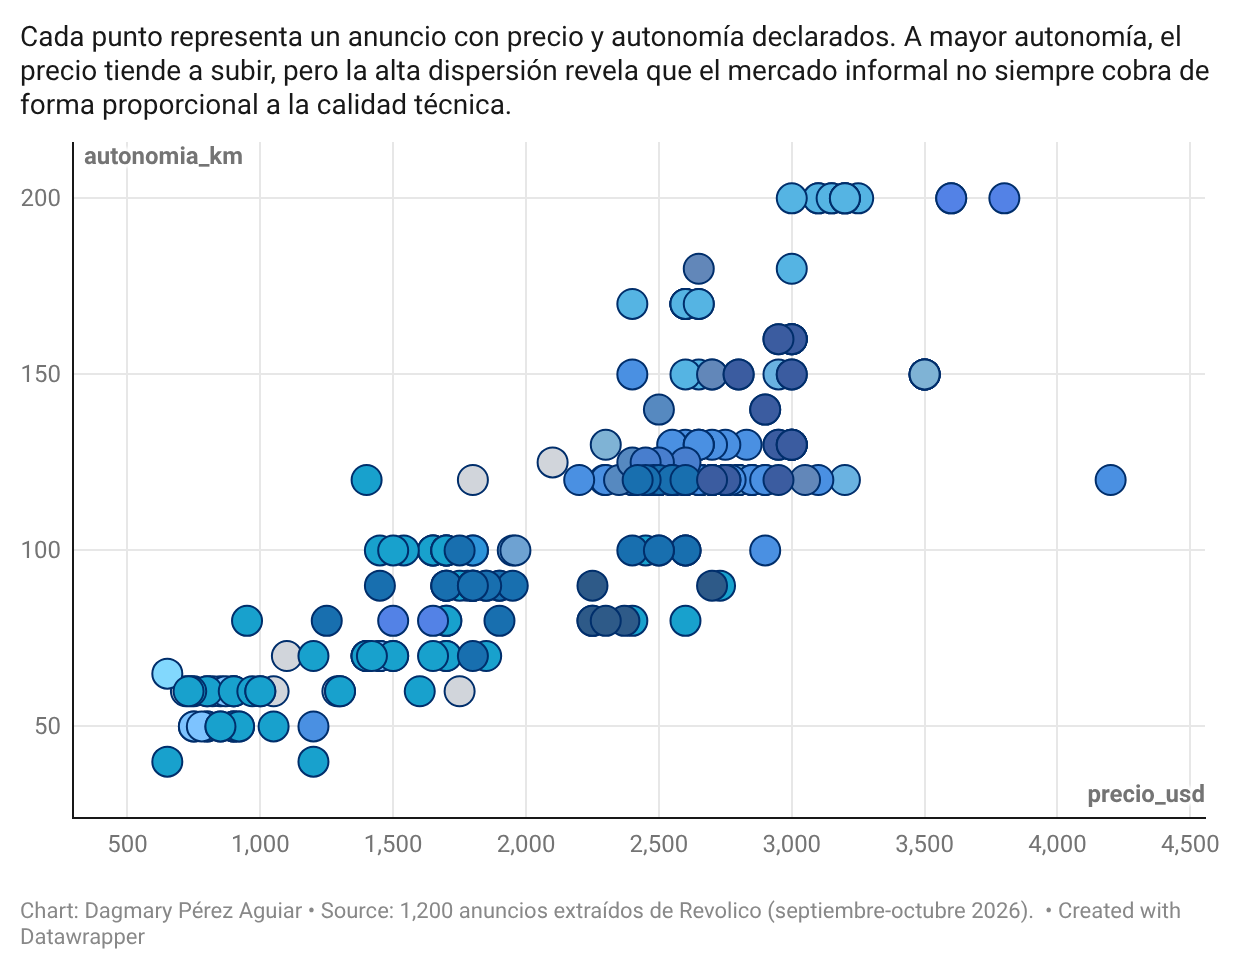 Cada punto representa un anuncio con precio y autonomía declarados. A mayor autonomía, el
precio tiende a subir, pero la alta dispersión revela que el mercado informal no siempre cobra de
forma proporcional a la calidad técnica.
autonomia_km
200
150
100
50
precio_usd
500 1,000 1,500 2,000 2,500 3,000 3,500 4,000 4,500
Chart: Dagmary Pérez Aguiar • Source: 1,200 anuncios extraídos de Revolico (septiembre-octubre 2026). • Created with
Datawrapper